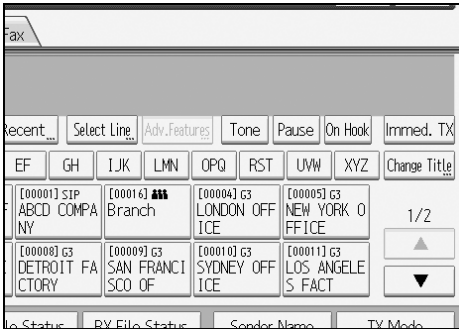 Fax
Recent Select Line Adv.Features Tone Pause On Hook Immed. TX
EF GH IJK LMN OPQ RST UVW XYZ Change Title
[00001] SIP [00016] [00004] G3 [00005] G3
ABCD COMPA Branch LONDON OFF NEW YORK O
NY ICE FFICE
1/2
[00008] G3 [00009] G3 [00010] G3 [00011] G3
DETROIT FA SAN FRANCI SYDNEY OFF LOS ANGELE
CTORY SCO OF ICE S FACT
RX File Status Sender Name TX Mode